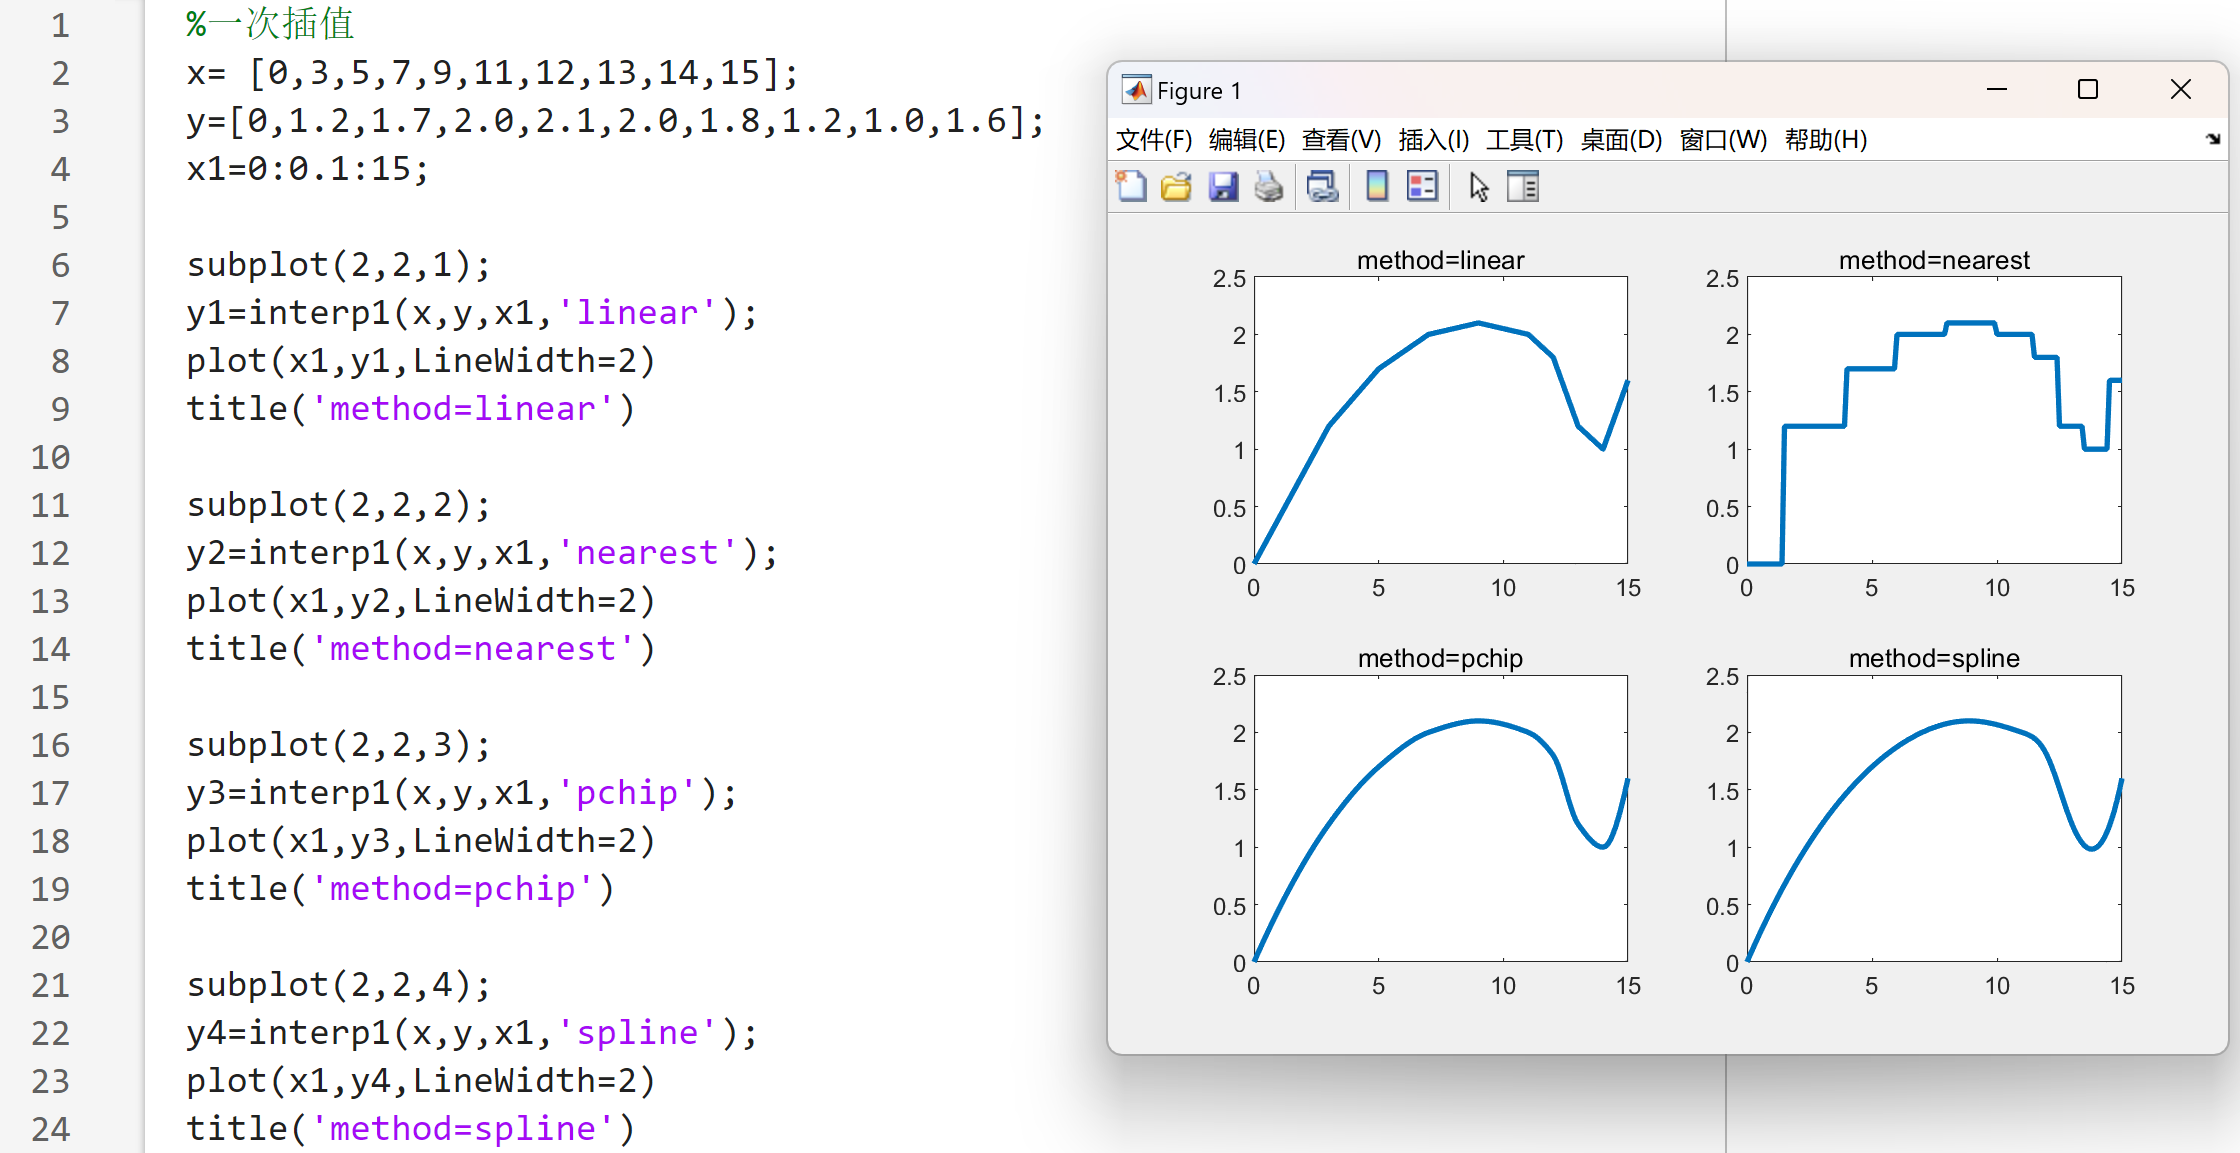 1 %一次插值
2 x= [0,3,5,7,9,11,12,13,14,15];
3 y=[0,1.2,1.7,2.0,2.1,2.0,1.8,1.2,1.0,1.6];
4 x1=0:0.1:15;
5
6 subplot(2,2,1);
7 y1=interp1(x,y,x1,'linear');
8 plot(x1,y1,LineWidth=2)
9 title('method=linear')
10
11 subplot(2,2,2);
12 y2=interp1(x,y,x1,'nearest');
13 plot(x1,y2,LineWidth=2)
14 title('method=nearest')
15
16 subplot(2,2,3);
17 y3=interp1(x,y,x1,'pchip');
18 plot(x1,y3,LineWidth=2)
19 title('method=pchip')
20
21 subplot(2,2,4);
22 y4=interp1(x,y,x1,'spline');
23 plot(x1,y4,LineWidth=2)
24 title('method=spline')
Figure 1
文件(F) 编辑(E) 查看(V) 插入(I) 工具(T) 桌面(D) 窗口(W) 帮助(H)
method=linear
2.5
2
1.5
1
0.5
0
0 5 10 15
method=nearest
2.5
2
1.5
1
0.5
0
0 5 10 15
method=pchip
2.5
2
1.5
1
0.5
0
0 5 10 15
method=spline
2.5
2
1.5
1
0.5
0
0 5 10 15